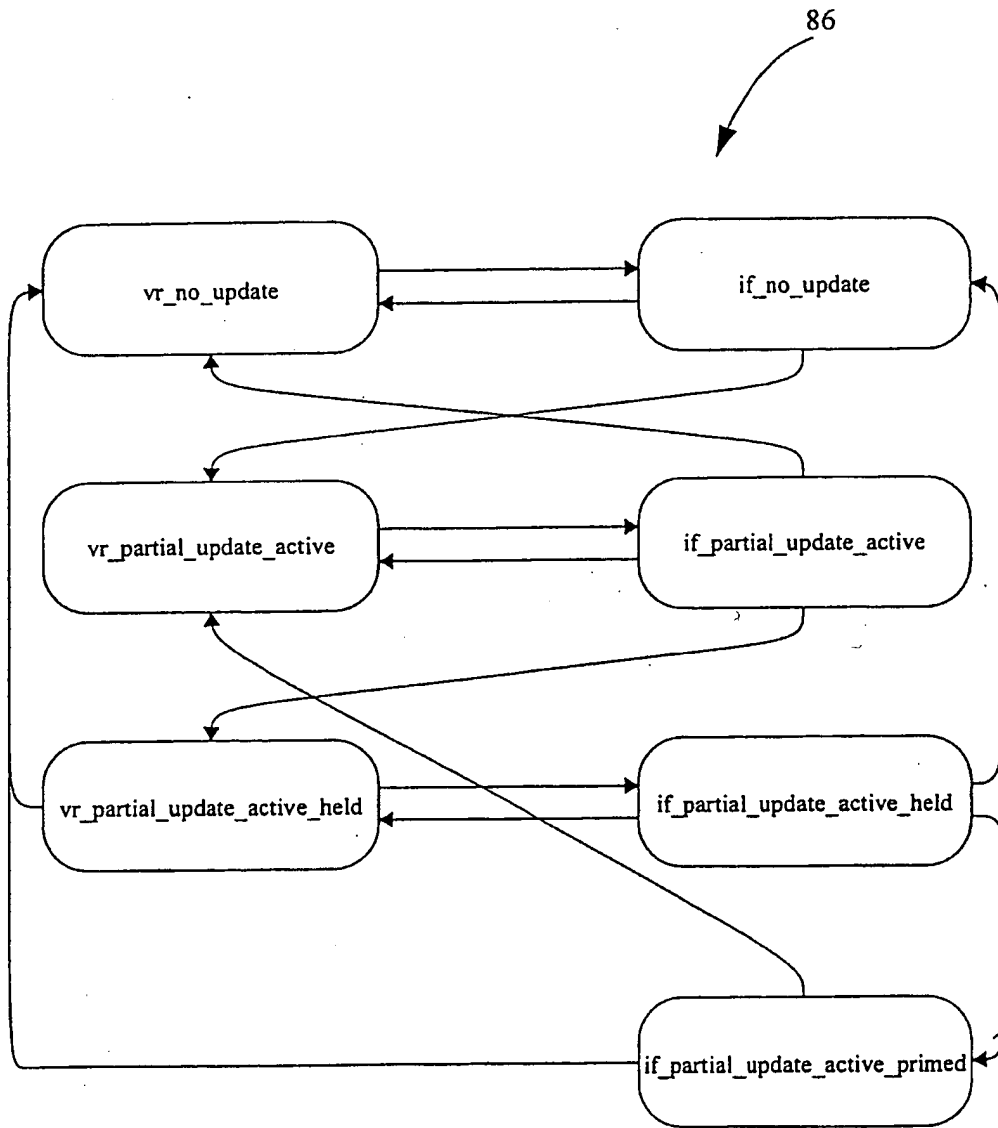 86
vr_no_update
if_no_update
vr_partial_update_active
if_partial_update_active
vr_partial_update_active_held
if_partial_update_active_held
if_partial_update_active_primed